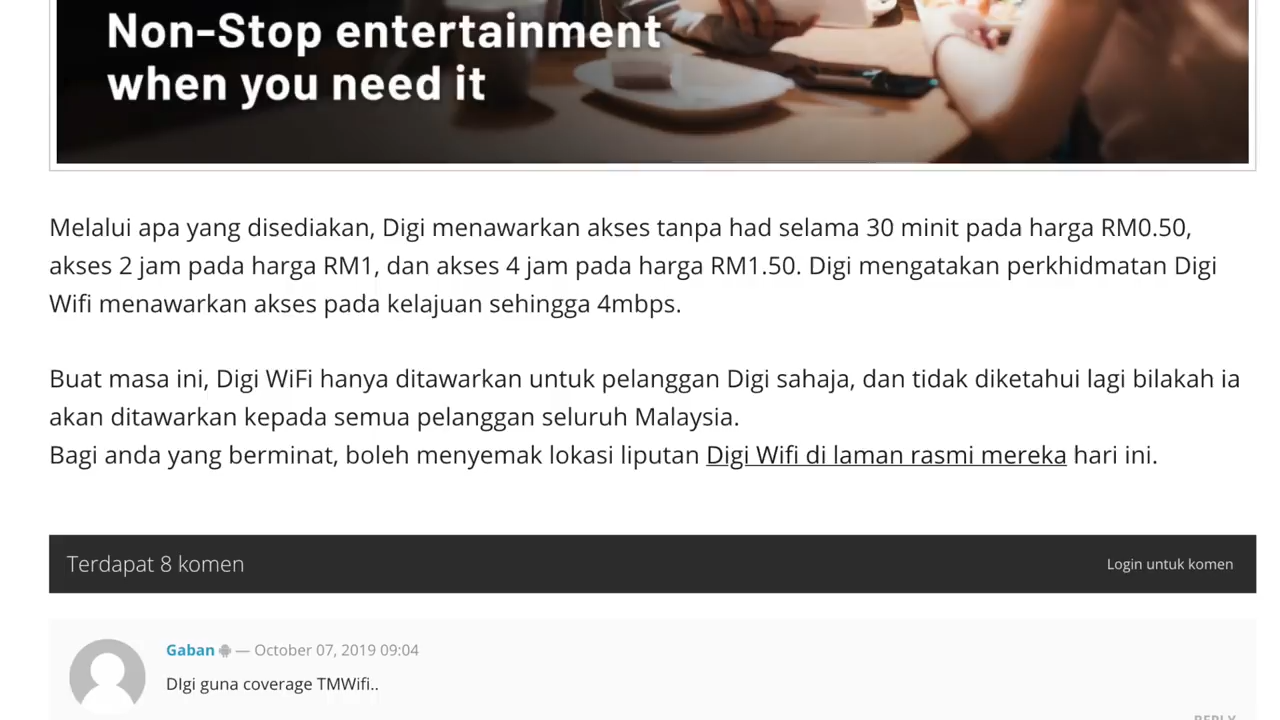 Non-Stop entertainment
when you need it
Melalui apa yang disediakan, Digi menawarkan akses tanpa had selama 30 minit pada harga RM0.50,
akses 2 jam pada harga RM1, dan akses 4 jam pada harga RM1.50. Digi mengatakan perkhidmatan Digi
Wifi menawarkan akses pada kelajuan sehingga 4mbps.
Buat masa ini, Digi WiFi hanya ditawarkan untuk pelanggan Digi sahaja, dan tidak diketahui lagi bilakah ia
akan ditawarkan kepada semua pelanggan seluruh Malaysia.
Bagi anda yang berminat, boleh menyemak lokasi liputan Digi Wifi di laman rasmi mereka hari ini.
Terdapat 8 komen
Login untuk komen
Gaban — October 07, 2019 09:04
DIgi guna coverage TMWifi..
REPLY